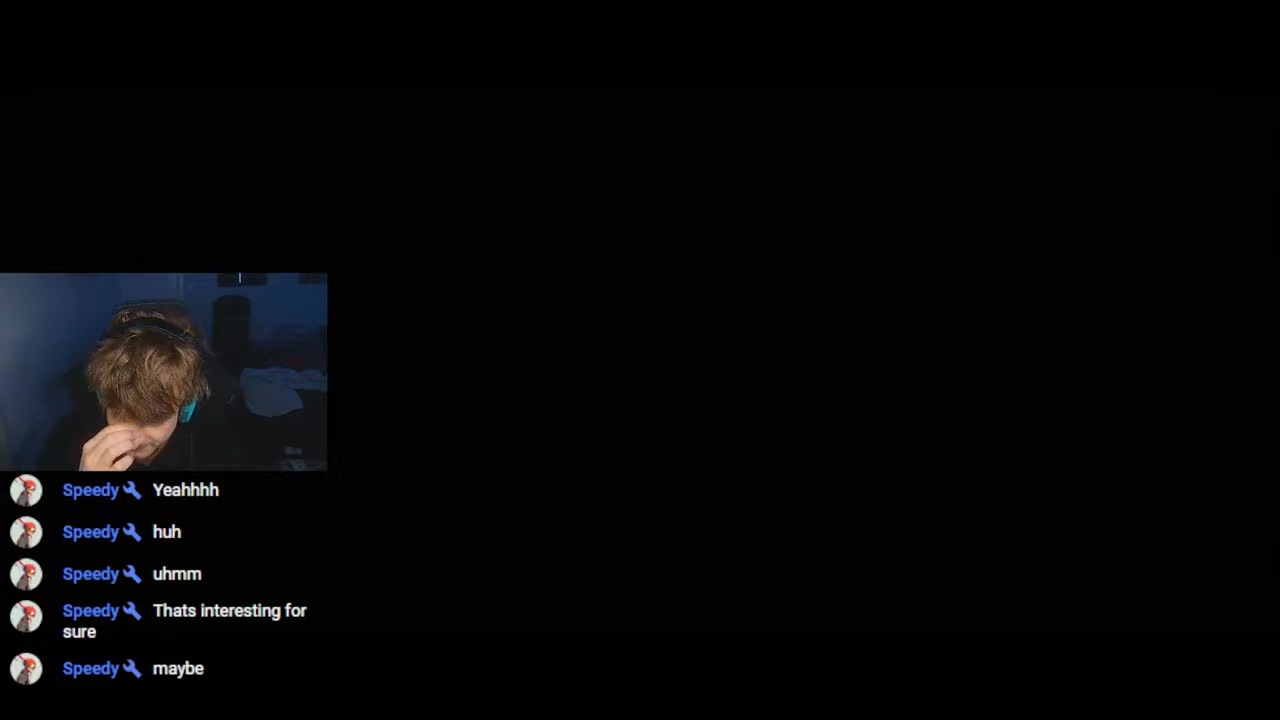 Speedy Yeahhhh
Speedy huh
Speedy uhmm
Speedy Thats interesting for
sure
Speedy maybe